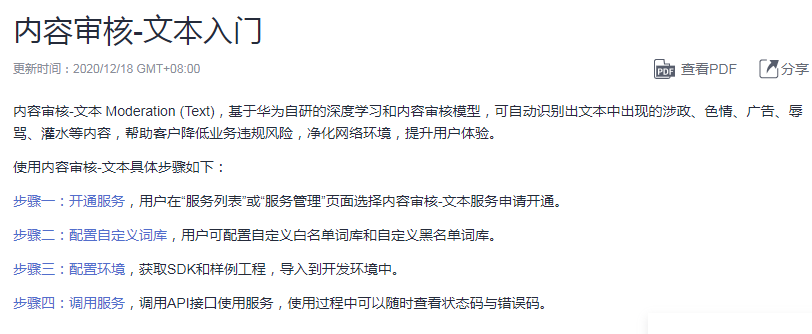 内容审核-文本入门
更新时间：2020/12/18 GMT+08:00
查看PDF
分享
内容审核-文本 Moderation (Text)，基于华为自研的深度学习和内容审核模型，可自动识别出文本中出现的涉政、色情、广告、辱
骂、灌水等内容，帮助客户降低业务违规风险，净化网络环境，提升用户体验。
使用内容审核-文本具体步骤如下：
步骤一：开通服务，用户在“服务列表”或“服务管理”页面选择内容审核-文本服务申请开通。
步骤二：配置自定义词库，用户可配置自定义白名单词库和自定义黑名单词库。
步骤三：配置环境，获取SDK和样例工程，导入到开发环境中。
步骤四：调用服务，调用API接口使用服务，使用过程中可以随时查看状态码与错误码。